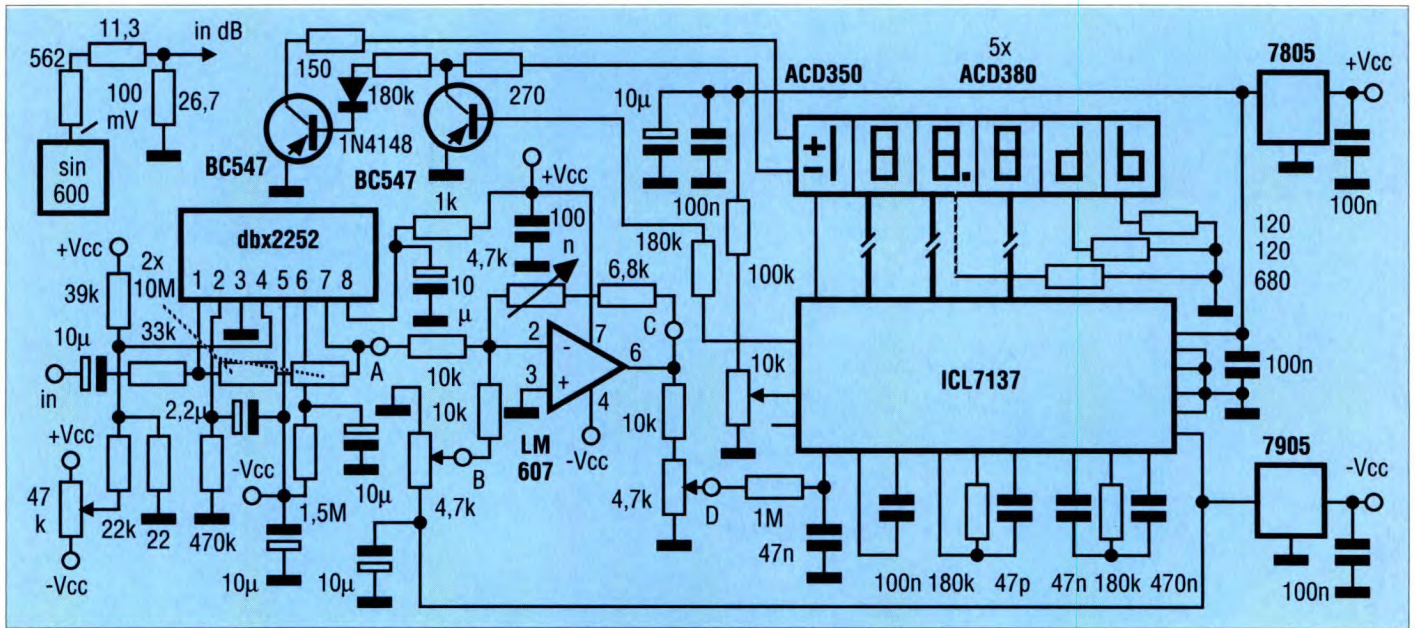 11,3
in dB
562
100
mV
26,7
sin
600
150
180k
270
BC547
1N4148
BC547
10µ
100n
ACD350
5x
ACD380
+|
−
8
8.
8
d
b
7805
+Vcc
100n
120
120
680
+Vcc
39k
2x
10M
dbx2252
1 2 3 4 5 6 7 8
1k
+Vcc
100
n
4,7k
10
µ
6,8k
180k
100k
10µ
33k
in
A
10k
10k
2
-
3
+
7
6
4
C
LM
607
-Vcc
10k
10k
ICL7137
100n
+Vcc
47
k
-Vcc
22k
22
2,2µ
470k
-Vcc
1,5M
10µ
10µ
B
4,7k
10µ
4,7k
D
1M
47n
100n
180k
47p
47n
180k
470n
7905
-Vcc
100n